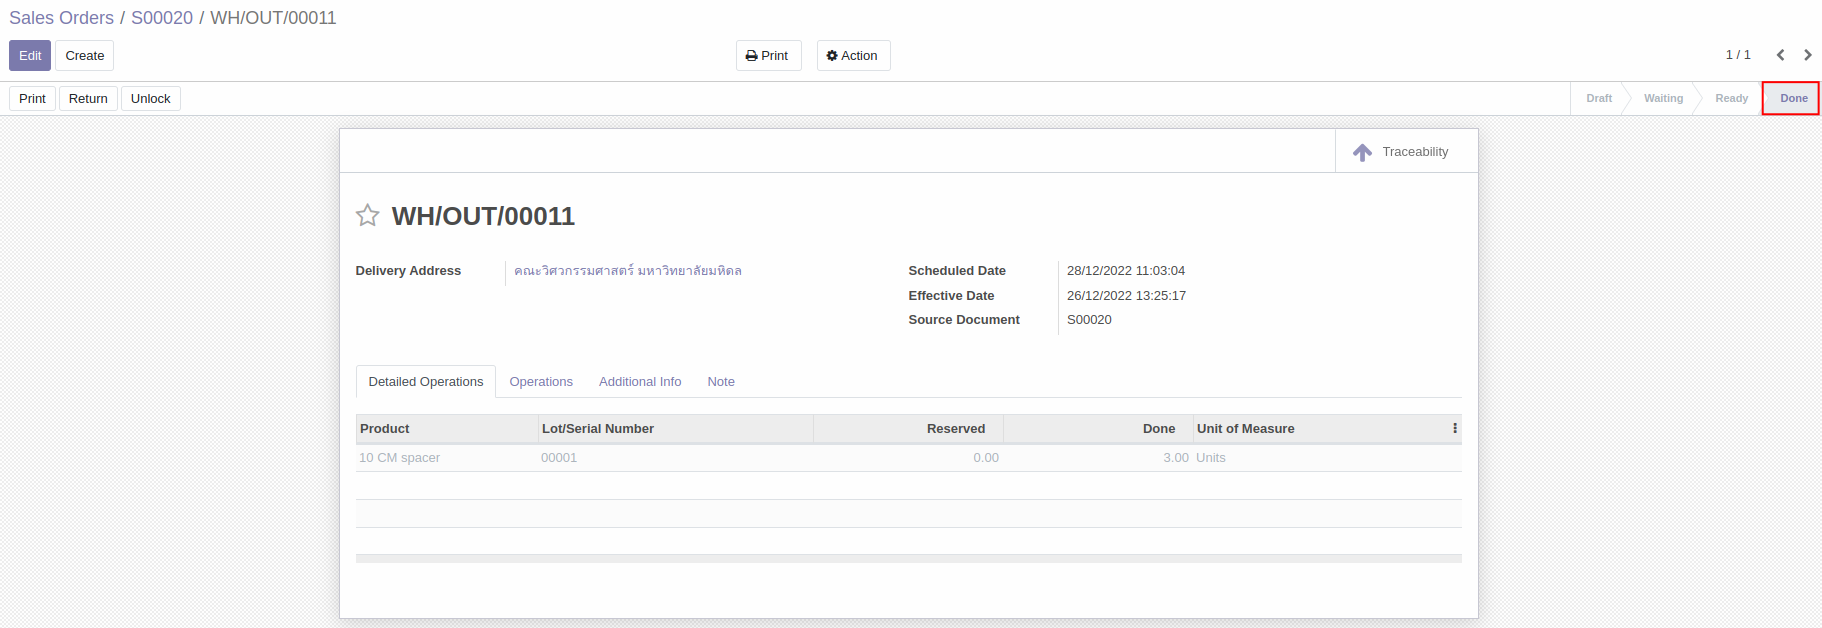 Sales Orders / S00020 / WH/OUT/00011
Edit Create Print Action 1 / 1
Print Return Unlock Draft Waiting Ready Done
Traceability
WH/OUT/00011
Delivery Address คณะวิศวกรรมศาสตร์ มหาวิทยาลัยมหิดล Scheduled Date 28/12/2022 11:03:04
Effective Date 26/12/2022 13:25:17
Source Document S00020
Detailed Operations Operations Additional Info Note
Product Lot/Serial Number Reserved Done Unit of Measure
10 CM spacer 00001 0.00 3.00 Units